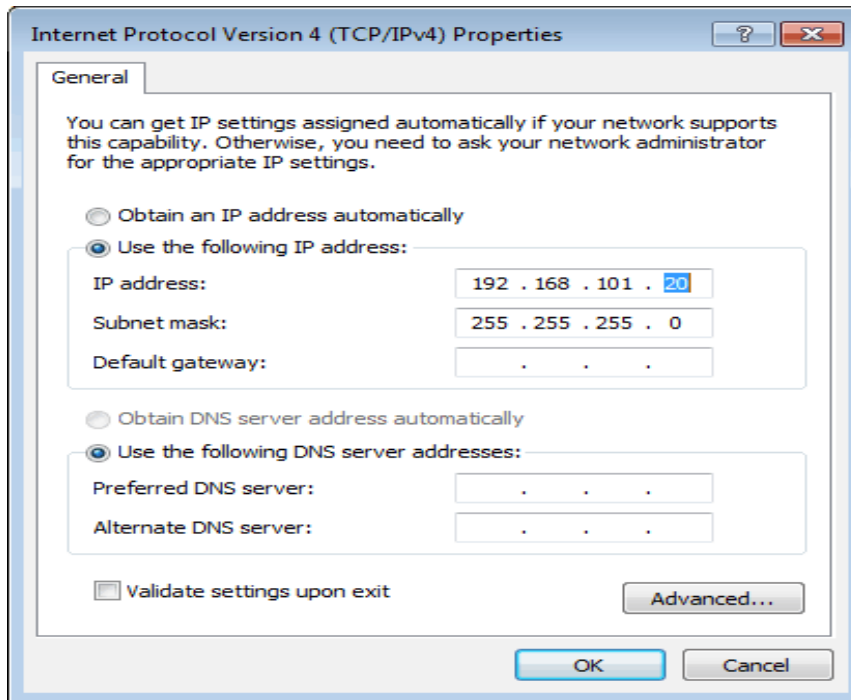 Internet Protocol Version 4 (TCP/IPv4) Properties
General
You can get IP settings assigned automatically if your network supports
this capability. Otherwise, you need to ask your network administrator
for the appropriate IP settings.
Obtain an IP address automatically
Use the following IP address:
IP address: 192 . 168 . 101 . 20
Subnet mask: 255 . 255 . 255 . 0
Default gateway: . . .
Obtain DNS server address automatically
Use the following DNS server addresses:
Preferred DNS server: . . .
Alternate DNS server: . . .
Validate settings upon exit
Advanced...
OK Cancel